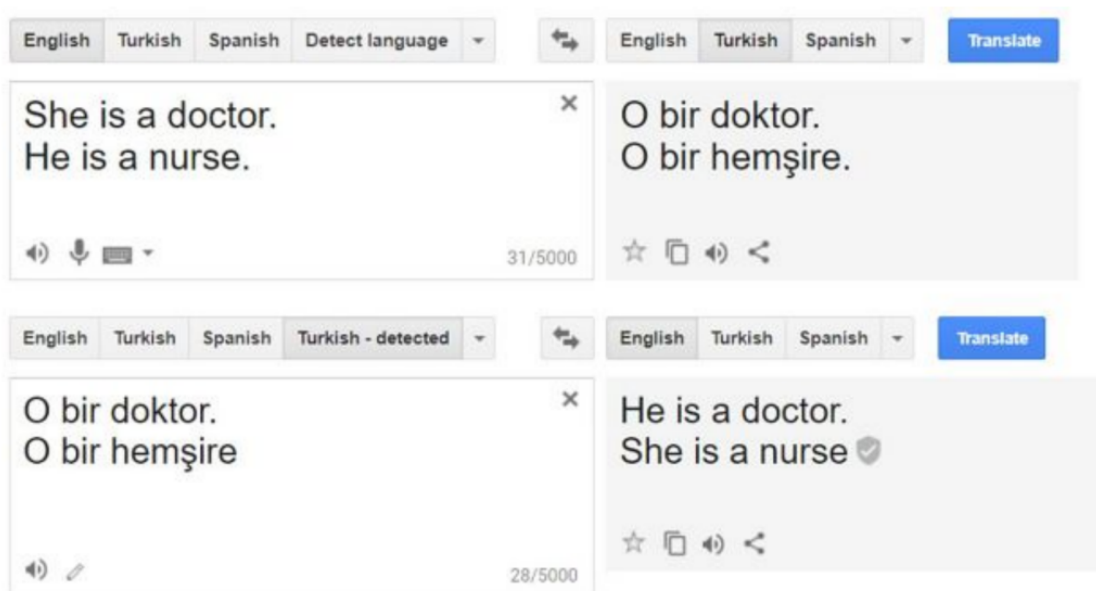 English Turkish Spanish Detect language
English Turkish Spanish Translate
She is a doctor.
He is a nurse.
31/5000
O bir doktor.
O bir hemşire.
English Turkish Spanish Turkish - detected
English Turkish Spanish Translate
O bir doktor.
O bir hemşire
28/5000
He is a doctor.
She is a nurse